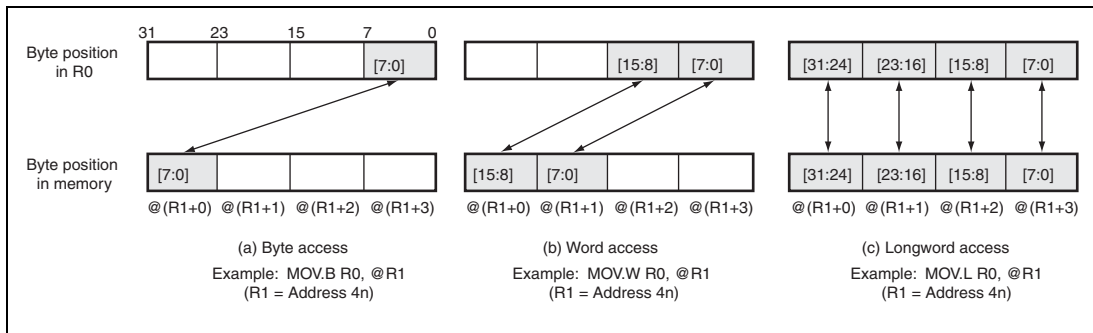 31 23 15 7 0
Byte position
in R0
[7:0]
[15:8] [7:0]
[31:24] [23:16] [15:8] [7:0]
Byte position
in memory
[7:0]
[15:8] [7:0]
[31:24] [23:16] [15:8] [7:0]
@(R1+0) @(R1+1) @(R1+2) @(R1+3)
@(R1+0) @(R1+1) @(R1+2) @(R1+3)
@(R1+0) @(R1+1) @(R1+2) @(R1+3)
(a) Byte access
Example: MOV.B R0, @R1
(R1 = Address 4n)
(b) Word access
Example: MOV.W R0, @R1
(R1 = Address 4n)
(c) Longword access
Example: MOV.L R0, @R1
(R1 = Address 4n)